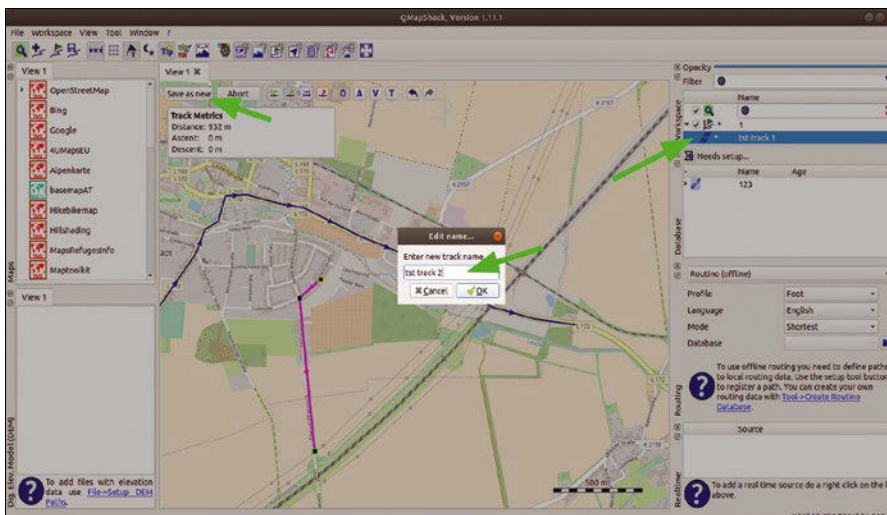 QMapShack, Version 1.11.1
File Workspace View Tool Window ?
View 1
OpenStreetMap
Bing
Google
4UMapsEU
Alpenkarte
basemapAT
Hikebikemap
Hillshading
MapsRefugesInfo
Maptoolkit
Maps
View 1
Dig. Elev. Model (DEM)
To add files with elevation
data use File->Setup DEM
Paths.
View 1
Save as new
Abort
O A V T
Track Metrics
Distance: 932 m
Ascent: 0 m
Descent: 0 m
L 172
K 2157
Edit name...
Enter new track name
tst track 2
Cancel
OK
L 172
K 2158
500 m
Opacity
Filter
Name
1
tst track 1
Workspace
Needs setup...
Name Age
123
Database
Routino (offline)
Profile Foot
Language English
Mode Shortest
Database
To use offline routing you need to define paths
to local routing data. Use the setup tool button
to register a path. You can create your own
routing data with Tool->Create Routino
Database.
Routing
Source
To add a real time source do a right click on the l
above.
Realtime